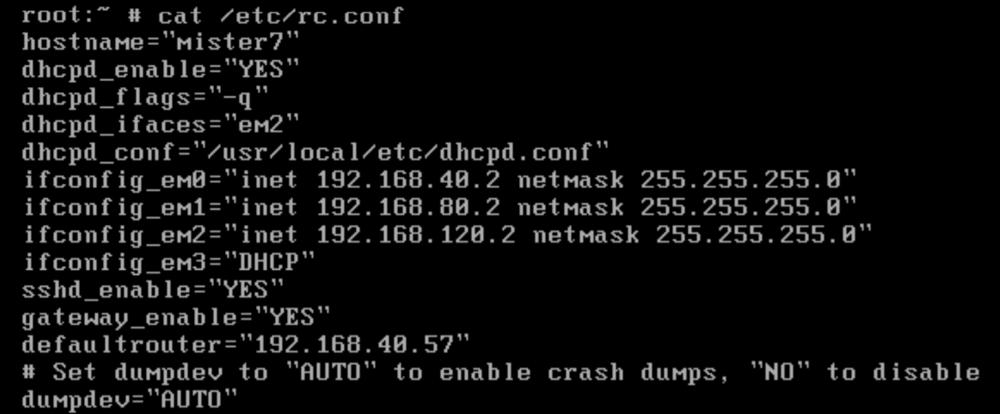 root:~ # cat /etc/rc.conf
hostname="mister7"
dhcpd_enable="YES"
dhcpd_flags="-q"
dhcpd_ifaces="em2"
dhcpd_conf="/usr/local/etc/dhcpd.conf"
ifconfig_em0="inet 192.168.40.2 netmask 255.255.255.0"
ifconfig_em1="inet 192.168.80.2 netmask 255.255.255.0"
ifconfig_em2="inet 192.168.120.2 netmask 255.255.255.0"
ifconfig_em3="DHCP"
sshd_enable="YES"
gateway_enable="YES"
defaultrouter="192.168.40.57"
# Set dumpdev to "AUTO" to enable crash dumps, "NO" to disable
dumpdev="AUTO"